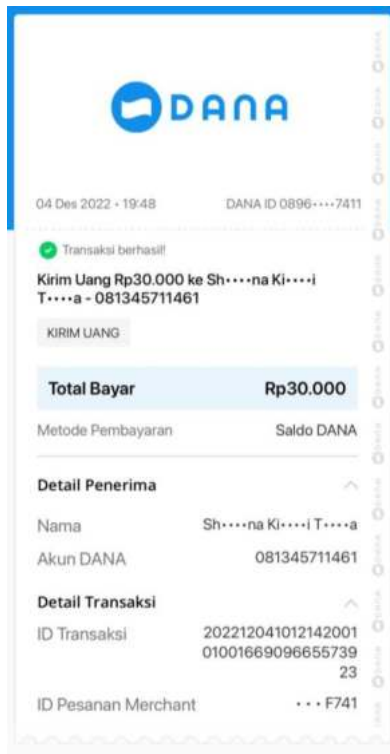 DANA
04 Des 2022 • 19:48 DANA ID 0896••••7411
Transaksi berhasil!
Kirim Uang Rp30.000 ke Sh••••na Ki••••i
T••••a - 081345711461
KIRIM UANG
Total Bayar Rp30.000
Metode Pembayaran Saldo DANA
Detail Penerima
Nama Sh••••na Ki••••i T••••a
Akun DANA 081345711461
Detail Transaksi
ID Transaksi 202212041012142001
01001669096655739
23
ID Pesanan Merchant • • • F741